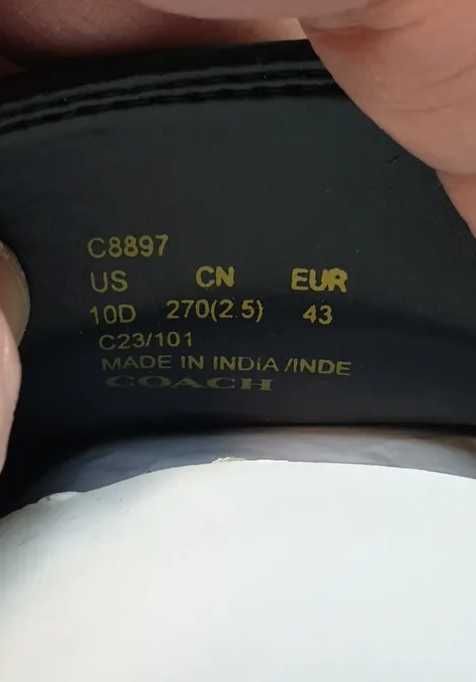 C8897
US CN EUR
10D 270(2.5) 43
C23/101
MADE IN INDIA /INDE
COACH